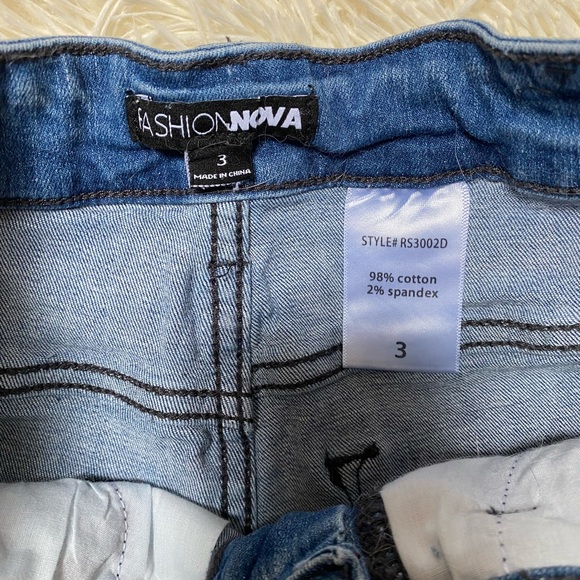 FASHIONNOVA
3
MADE IN CHINA
STYLE# RS3002D
98% cotton
2% spandex
3